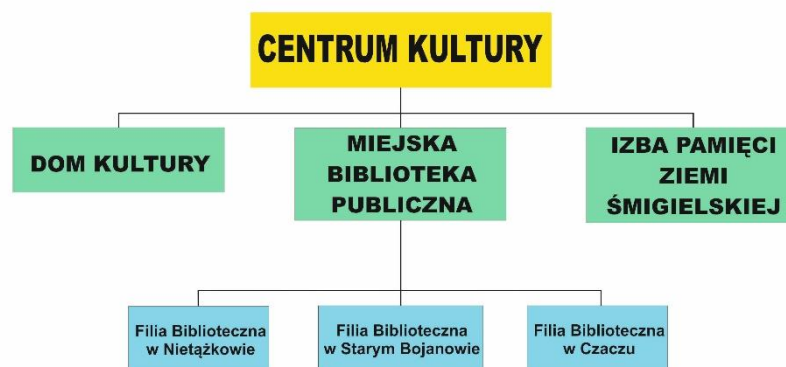 CENTRUM KULTURY
DOM KULTURY
MIEJSKA
BIBLIOTEKA
PUBLICZNA
IZBA PAMIĘCI
ZIEMI
ŚMIGIELSKIEJ
Filia Biblioteczna
w Nietążkowie
Filia Biblioteczna
w Starym Bojanowie
Filia Biblioteczna
w Czaczu